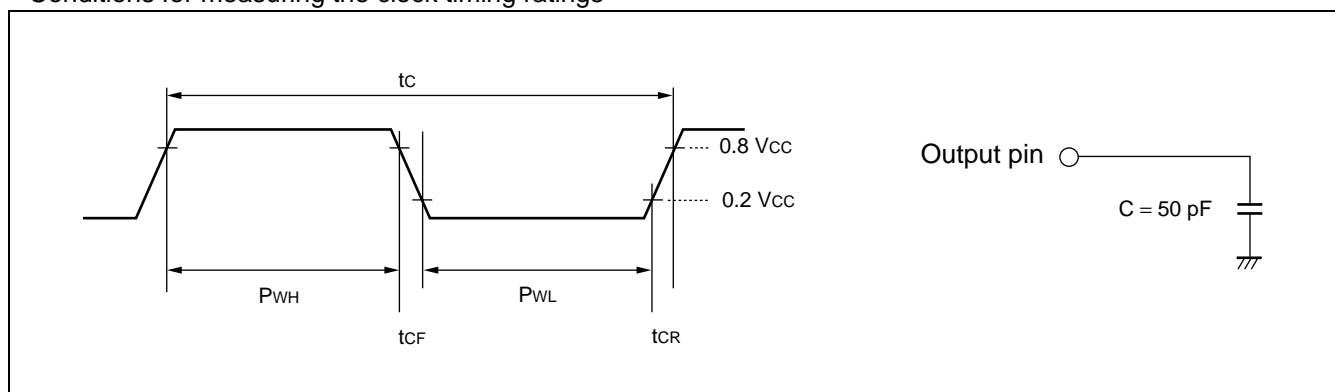 Conditions for measuring the clock timing ratings
tC
0.8 VCC
0.2 VCC
PWH
PWL
tCF
tCR
Output pin
C = 50 pF